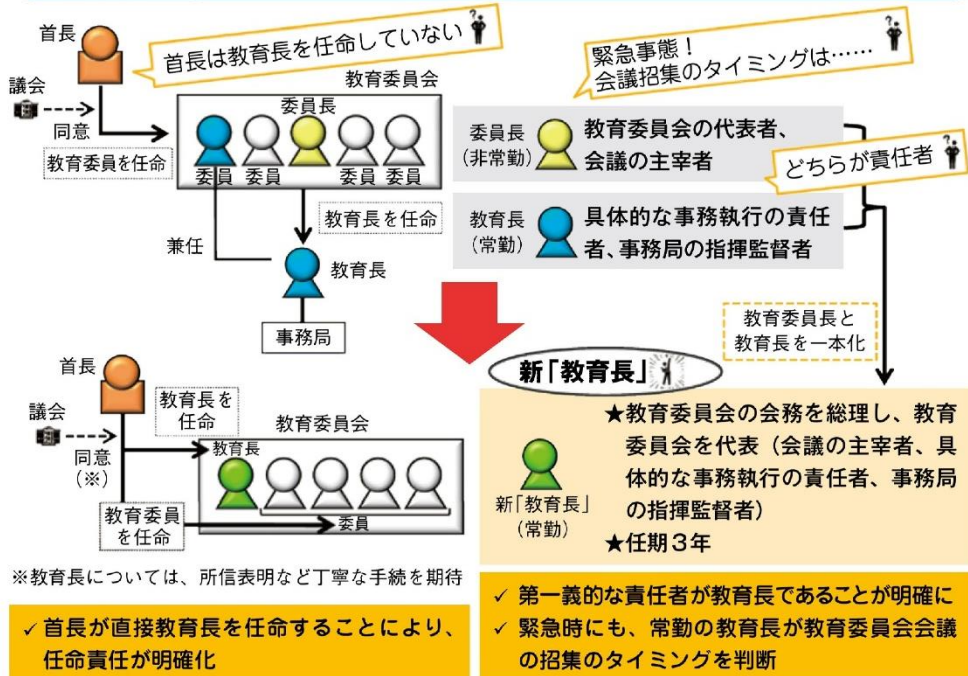 首長
首長は教育長を任命していない
議会
同意
教育委員を任命
教育委員会
委員長
委員 委員 委員 委員
教育長を任命
兼任
教育長
事務局
緊急事態！
会議招集のタイミングは……
委員長
(非常勤)
教育委員会の代表者、
会議の主宰者
どちらが責任者
教育長
(常勤)
具体的な事務執行の責任
者、事務局の指揮監督者
教育委員長と
教育長を一本化
首長
議会
同意
(※)
教育長を
任命
教育委員
を任命
教育委員会
教育長
委員
※教育長については、所信表明など丁寧な手続を期待
✓ 首長が直接教育長を任命することにより、
任命責任が明確化
新「教育長」
新「教育長」
(常勤)
★教育委員会の会務を総理し、教育
委員会を代表（会議の主宰者、具
体的な事務執行の責任者、事務局
の指揮監督者）
★任期３年
✓ 第一義的な責任者が教育長であることが明確に
✓ 緊急時にも、常勤の教育長が教育委員会会議
の招集のタイミングを判断